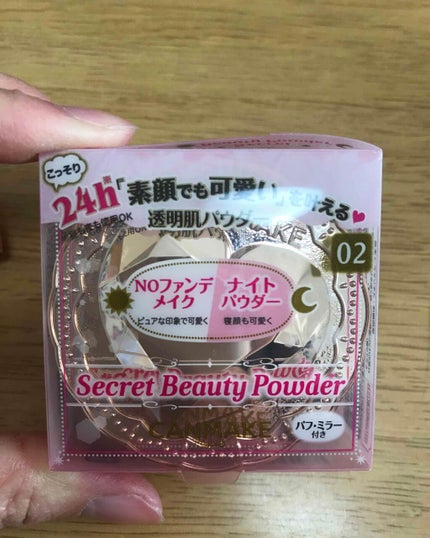 こっそり
24h※「素顔でも可愛い」を叶える
透明肌パウダー
02
NOファンデ
メイク
ピュアな印象で可愛く
ナイト
パウダー
寝顔も可愛く
Secret Beauty Powder
CANMAKE
パフ・ミラー
付き